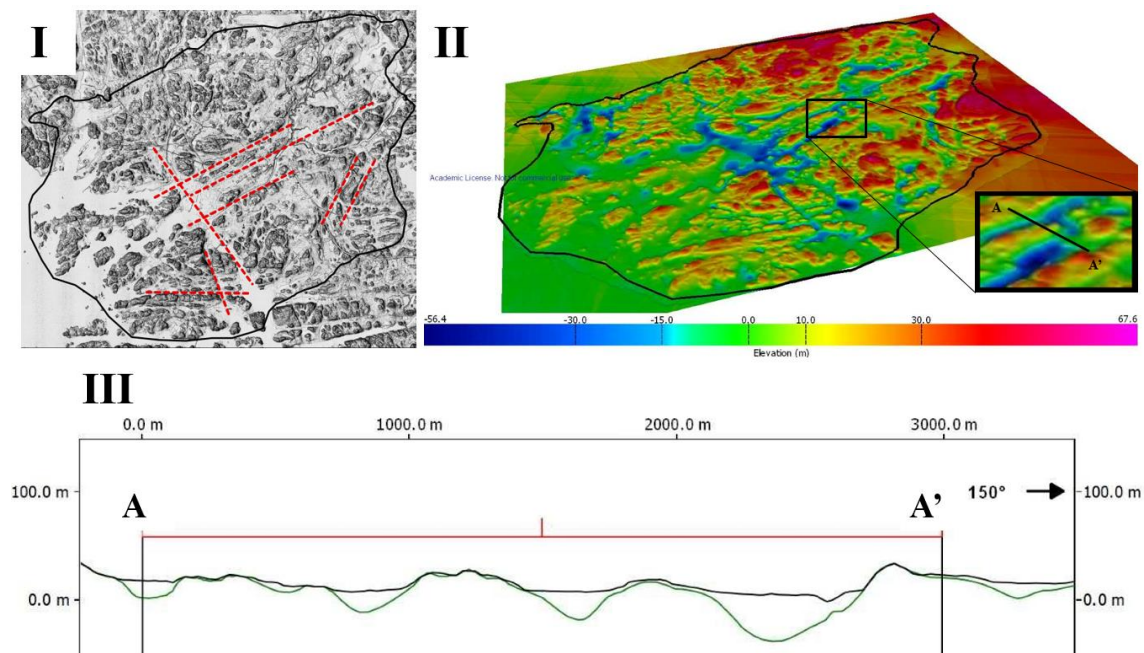 I
II
Academic License Not for commercial
A
A'
-56.4 -30.0 -15.0 0.0 10.0 30.0 67.6
Elevation (m)
III
0.0 m 1000.0 m 2000.0 m 3000.0 m
100.0 m A A’ 150° 100.0 m
0.0 m 0.0 m